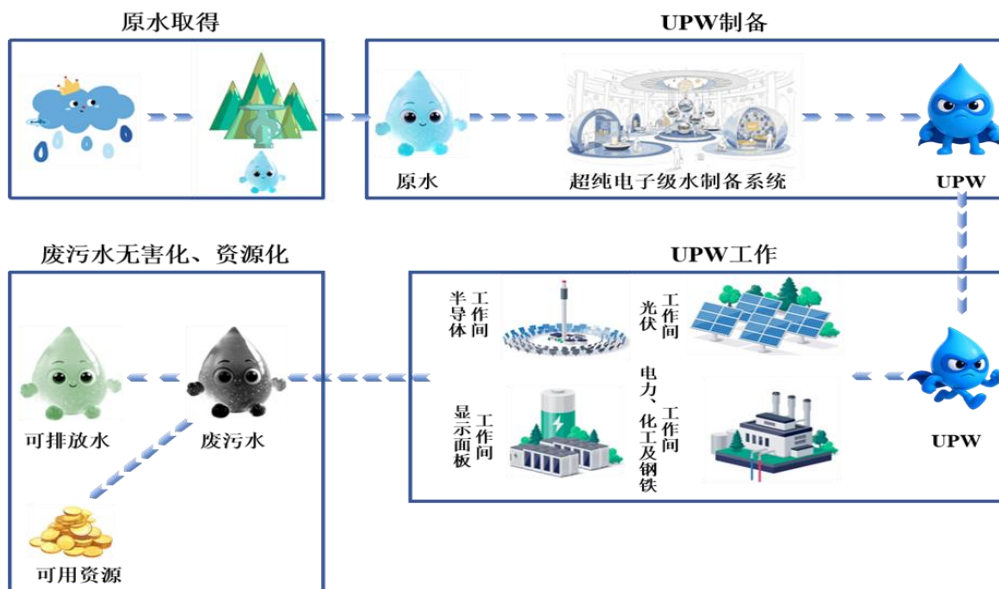 原水取得
UPW制备
原水
超纯电子级水制备系统
UPW
废污水无害化、资源化
UPW工作
半导体
工作间
光伏
工作间
显示面板
工作间
电力、化工及钢铁
工作间
UPW
可排放水
废污水
可用资源